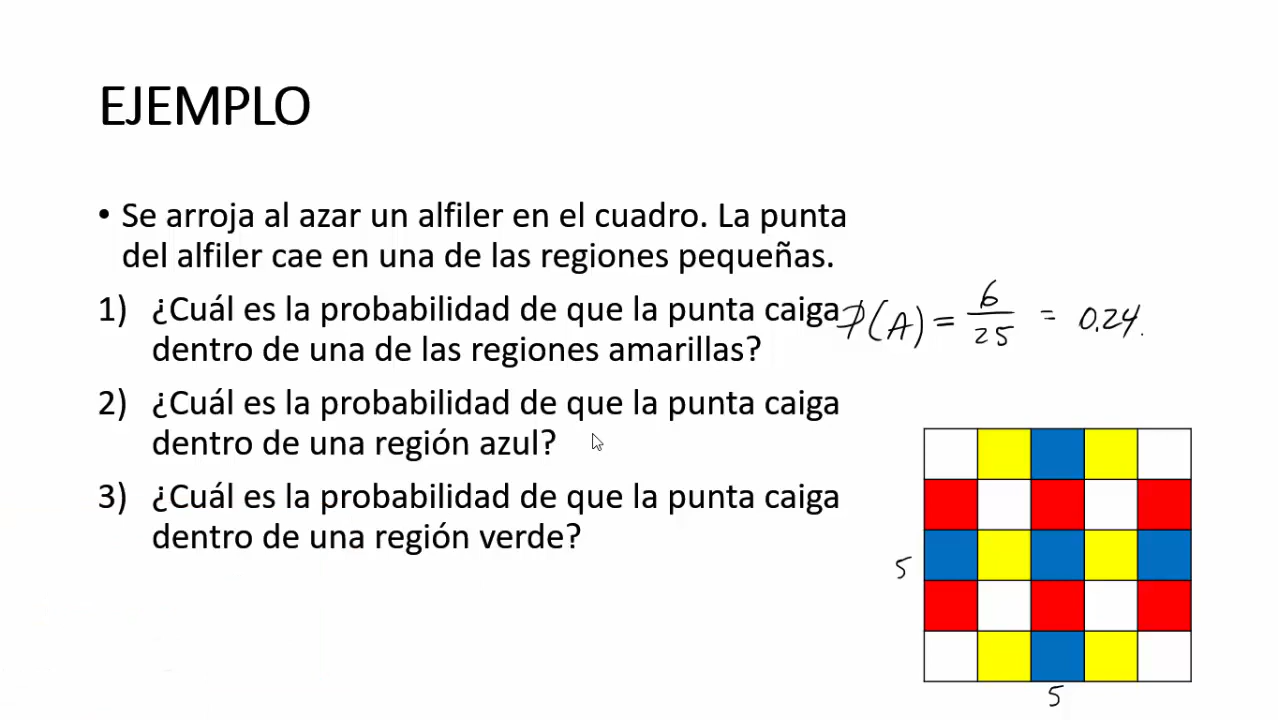 EJEMPLO
• Se arroja al azar un alfiler en el cuadro. La punta
del alfiler cae en una de las regiones pequeñas.
1) ¿Cuál es la probabilidad de que la punta caiga
dentro de una de las regiones amarillas?
P(A) = 6/25 = 0.24.
2) ¿Cuál es la probabilidad de que la punta caiga
dentro de una región azul?
3) ¿Cuál es la probabilidad de que la punta caiga
dentro de una región verde?
5
5